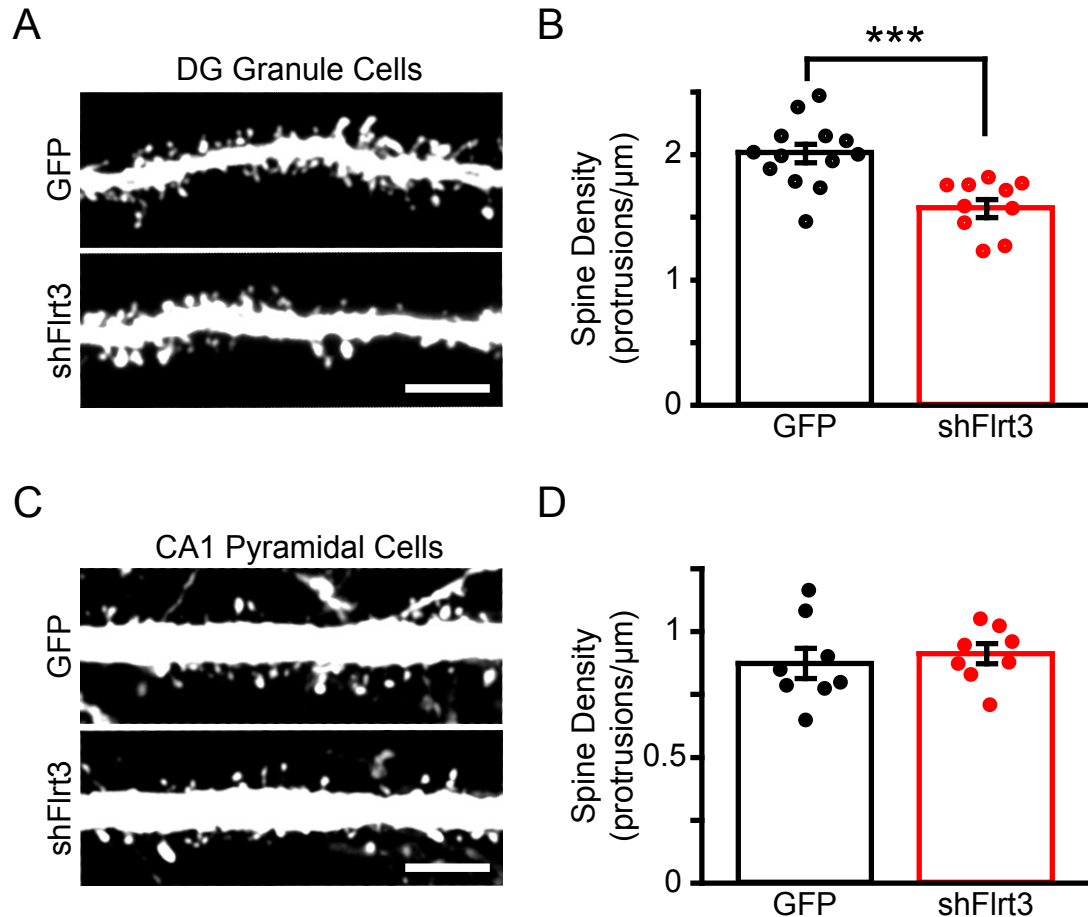 A
DG Granule Cells
GFP
shFlrt3
B
***
Spine Density
(protrusions/µm)
2
1
0
GFP
shFlrt3
C
CA1 Pyramidal Cells
GFP
shFlrt3
D
Spine Density
(protrusions/µm)
1
0.5
0
GFP
shFlrt3